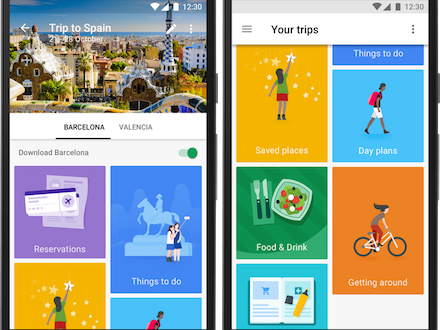 12:30
Trip to Spain
21 - 28 October
BARCELONA
VALENCIA
Download Barcelona
Reservations
Things to do
12:30
Your trips
Things to do
Saved places
Day plans
Food & Drink
Getting around